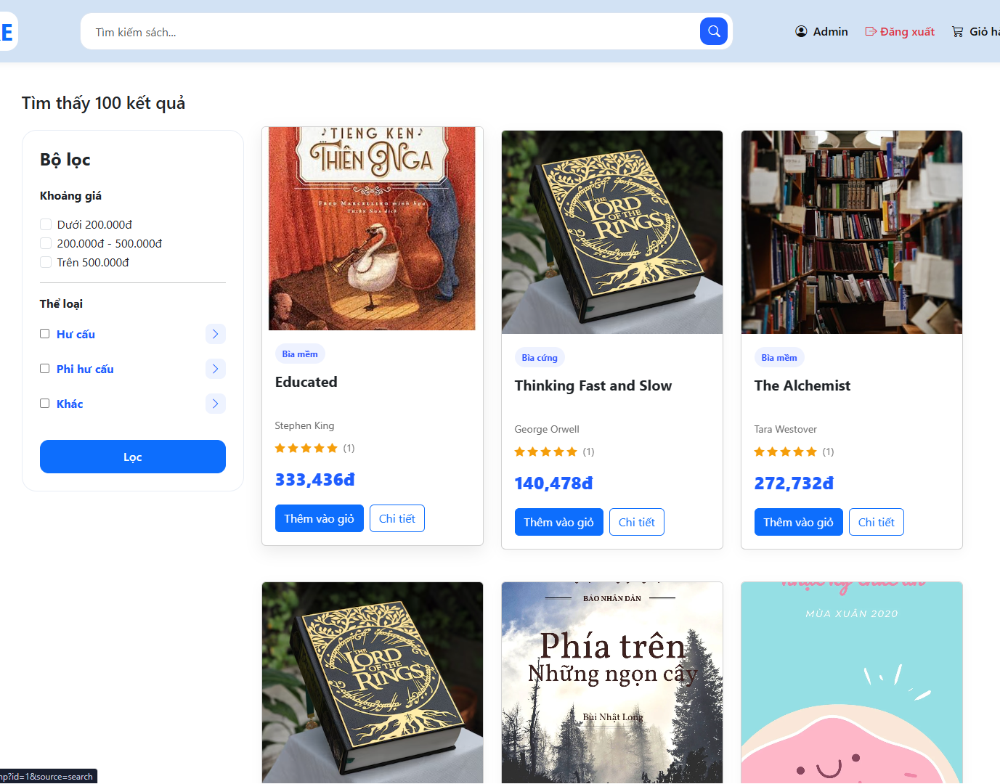 E
Tìm kiếm sách...
Admin
Đăng xuất
Giỏ hà
Tìm thấy 100 kết quả
Bộ lọc
Khoảng giá
Dưới 200.000đ
200.000đ - 500.000đ
Trên 500.000đ
Thể loại
Hư cấu
Phi hư cấu
Khác
Lọc
TIẾNG KÈN
THIÊN NGA
FRED MARCELLINO minh họa
THIÊN NGA dịch
Bìa mềm
Educated
Stephen King
(1)
333,436đ
Thêm vào giỏ
Chi tiết
THE
LORD
OF THE
RINGS
Bìa cứng
Thinking Fast and Slow
George Orwell
(1)
140,478đ
Thêm vào giỏ
Chi tiết
Bìa mềm
The Alchemist
Tara Westover
(1)
272,732đ
Thêm vào giỏ
Chi tiết
THE
LORD
OF THE
RINGS
BÁO NHÂN DÂN
Phía trên
Những ngọn cây
Bùi Nhật Long
MÙA XUÂN 2020
hp?id=1&source=search